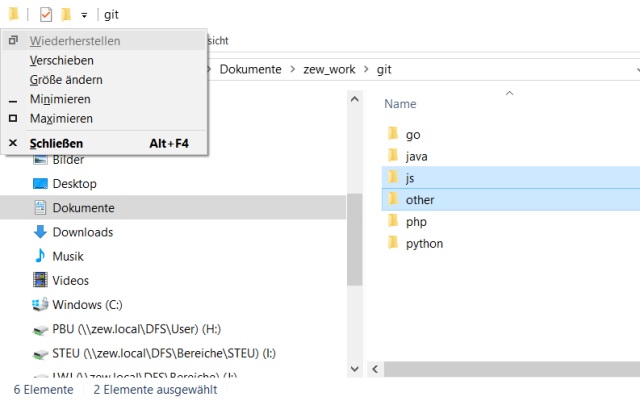 git
Wiederherstellen
Verschieben
Größe ändern
Minimieren
Maximieren
Schließen Alt+F4
sicht
Dokumente zew_work git
Bilder
Desktop
Dokumente
Downloads
Musik
Videos
Windows (C:)
PBU (\\zew.local\DFS\User) (H:)
STEU (\\zew.local\DFS\Bereiche\STEU) (I:)
Name
go
java
js
other
php
python
6 Elemente 2 Elemente ausgewählt